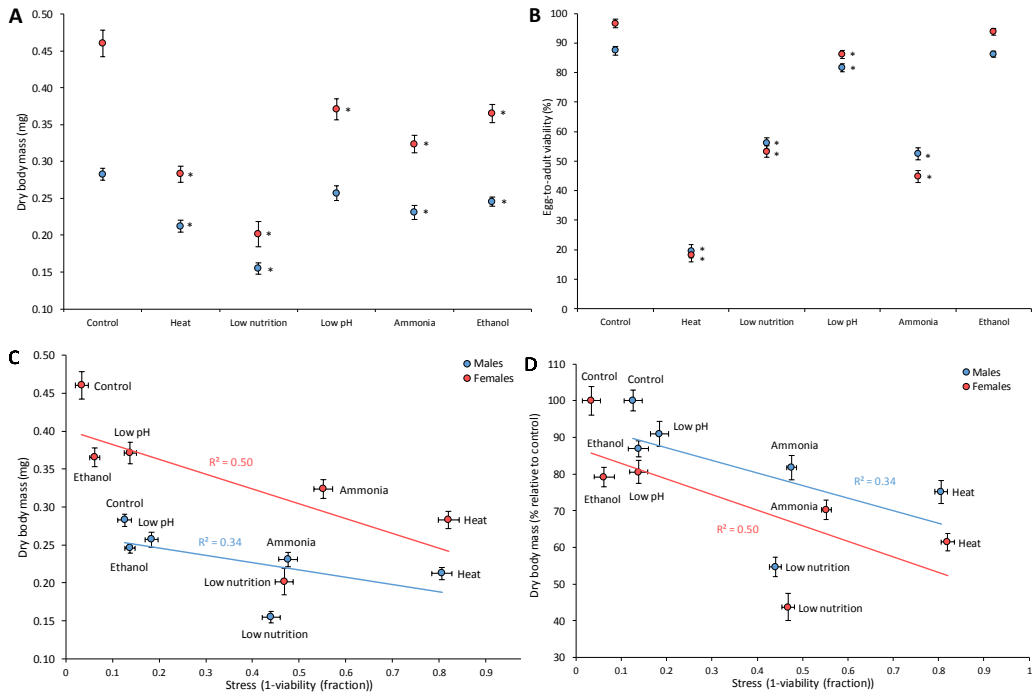 A
Dry body mass (mg)
0.50
0.45
0.40
0.35
0.30
0.25
0.20
0.15
0.10
*
*
*
*
*
*
*
*
*
Control Heat Low nutrition Low pH Ammonia Ethanol
B
Egg-to-adult viability (%)
100
90
80
70
60
50
40
30
20
10
0
*
*
*
*
*
*
*
*
Control Heat Low nutrition Low pH Ammonia Ethanol
C
Dry body mass (mg)
0.50
0.45
0.40
0.35
0.30
0.25
0.20
0.15
0.10
Males
Females
Control
Low pH
Ethanol
R² = 0.50
Ammonia
Heat
Control
Low pH
Ethanol
R² = 0.34
Ammonia
Low nutrition
Heat
Low nutrition
0 0.1 0.2 0.3 0.4 0.5 0.6 0.7 0.8 0.9
Stress (1-viability (fraction))
D
Dry body mass (% relative to control)
110
100
90
80
70
60
50
40
30
Males
Females
Control
Control
Low pH
Ethanol
Ethanol
Low pH
Ammonia
R² = 0.34
Heat
Ammonia
R² = 0.50
Heat
Low nutrition
Low nutrition
0 0.1 0.2 0.3 0.4 0.5 0.6 0.7 0.8 0.9 1
Stress (1-viability (fraction))